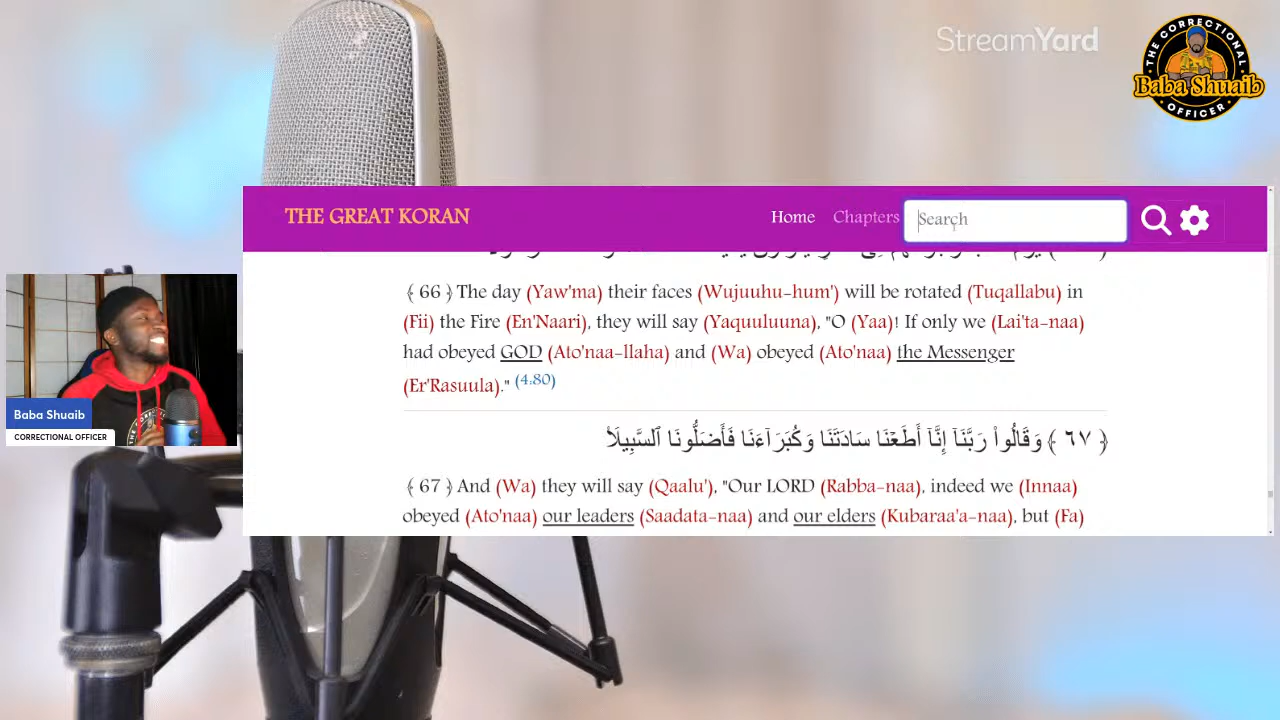 StreamYard
THE CORRECTIONAL
Baba Shuaib
OFFICER
THE GREAT KORAN
Home
Chapters
Search
﴾ 66 ﴿ The day (Yaw'ma) their faces (Wujuuhu-hum') will be rotated (Tuqallabu) in
(Fii) the Fire (En'Naari), they will say (Yaquuluuna), "O (Yaa)! If only we (Lai'ta-naa)
had obeyed GOD (Ato'naa-llaha) and (Wa) obeyed (Ato'naa) the Messenger
(Er'Rasuula)." (4:80)
﴿ ٦٧ ﴾ وَقَالُوا۟ رَبَّنَآ إِنَّآ أَطَعْنَا سَادَتَنَا وَكُبَرَآءَنَا فَأَضَلُّونَا ٱلسَّبِيلَا۠
﴾ 67 ﴿ And (Wa) they will say (Qaalu'), "Our LORD (Rabba-naa), indeed we (Innaa)
obeyed (Ato'naa) our leaders (Saadata-naa) and our elders (Kubaraa'a-naa), but (Fa)
Baba Shuaib
CORRECTIONAL OFFICER